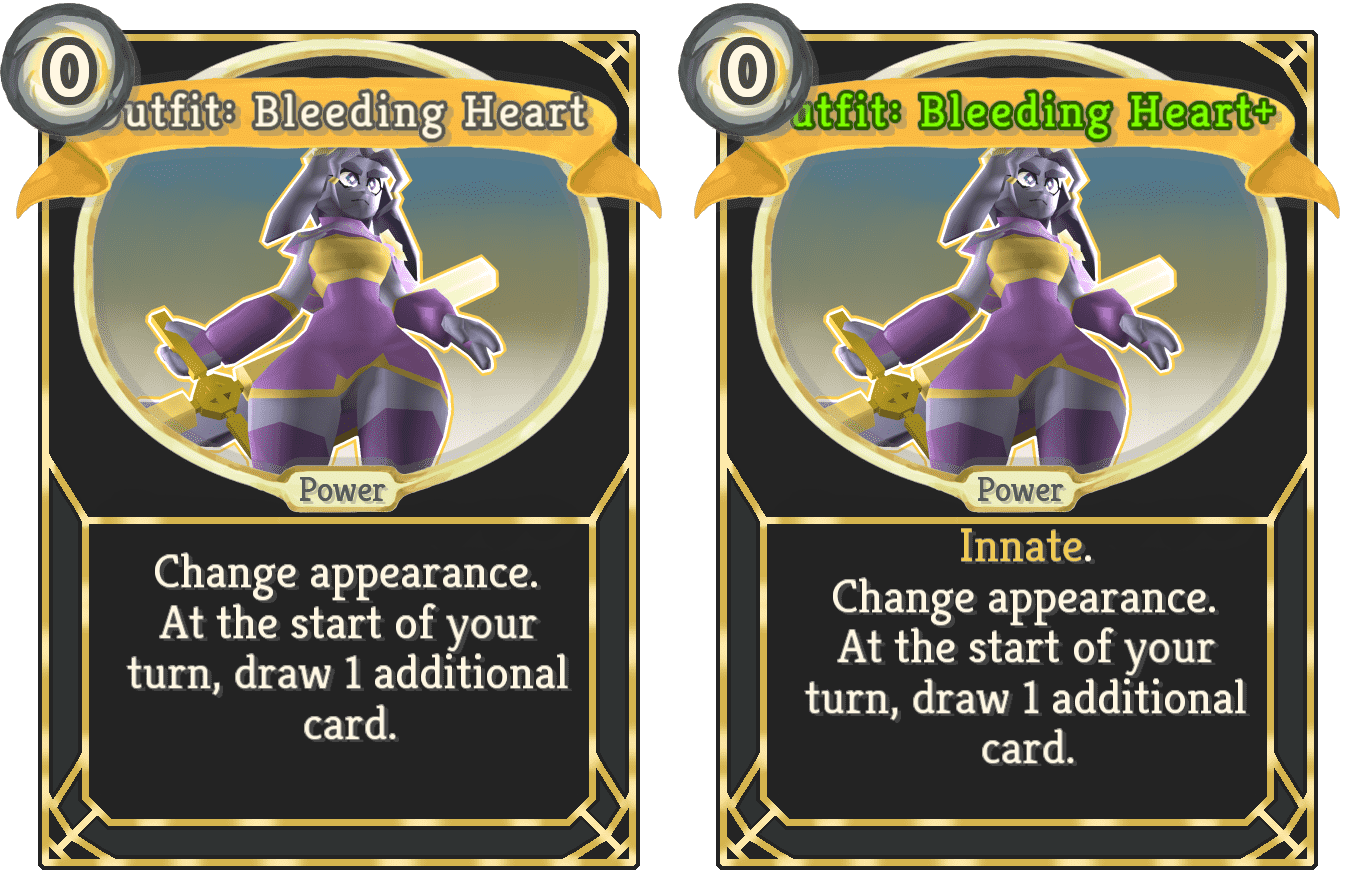 0
Outfit: Bleeding Heart
Power
Change appearance.
At the start of your
turn, draw 1 additional
card.
0
utfit: Bleeding Heart+
Power
Innate.
Change appearance.
At the start of your
turn, draw 1 additional
card.